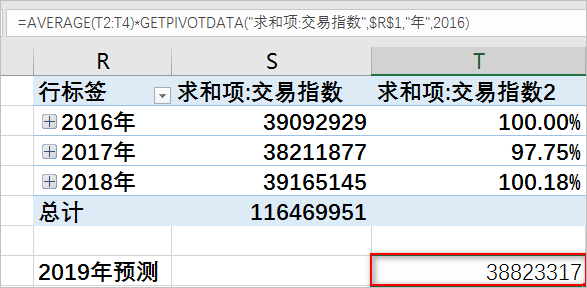 =AVERAGE(T2:T4)*GETPIVOTDATA("求和项:交易指数",$R$1,"年",2016)
R S T
行标签 求和项:交易指数 求和项:交易指数2
2016年 39092929 100.00%
2017年 38211877 97.75%
2018年 39165145 100.18%
总计 116469951
2019年预测 38823317